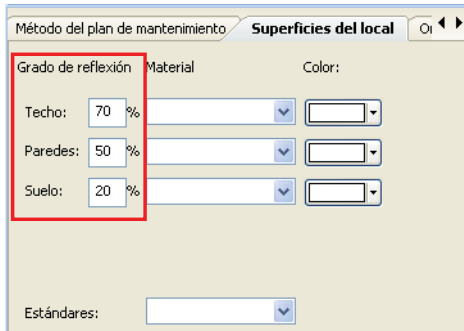 Método del plan de mantenimiento Superficies del local
Grado de reflexión Material Color:
Techo: 70 %
Paredes: 50 %
Suelo: 20 %
Estándares: